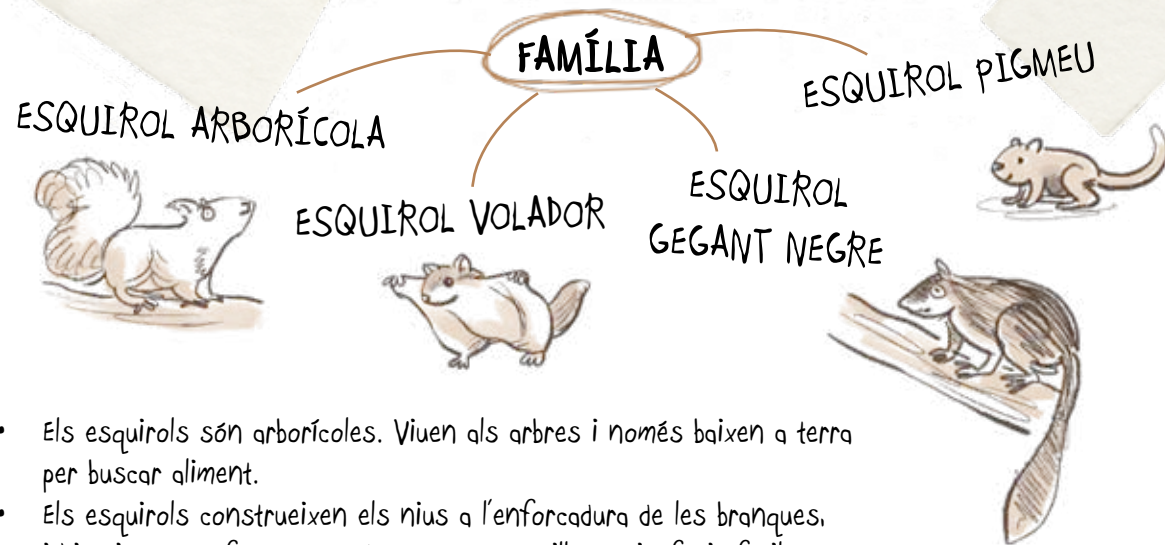 FAMÍLIA
ESQUIROL ARBORÍCOLA
ESQUIROL VOLADOR
ESQUIROL
GEGANT NEGRE
ESQUIROL PIGMEU
• Els esquirols són arborícoles. Viuen als arbres i només baixen a terra
per buscar aliment.
• Els esquirols construeixen els nius a l'enforcadura de les branques,